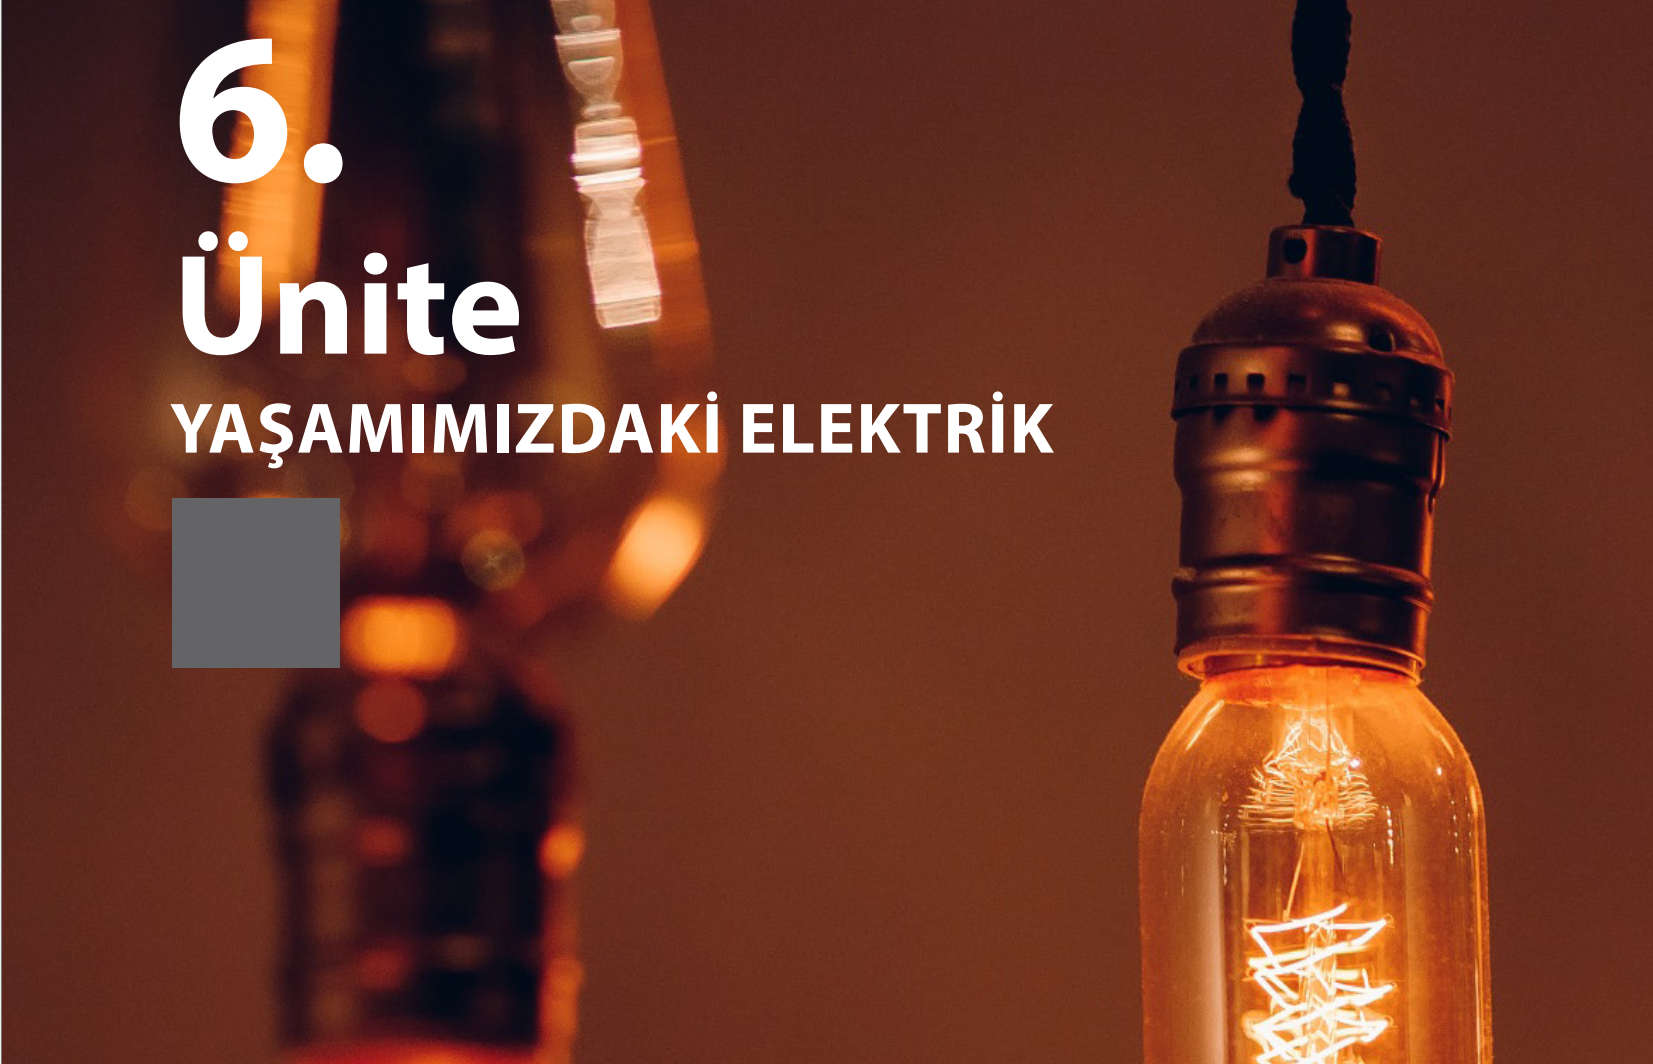 6.
Ünite
YAŞAMIMIZDAKİ ELEKTRİK